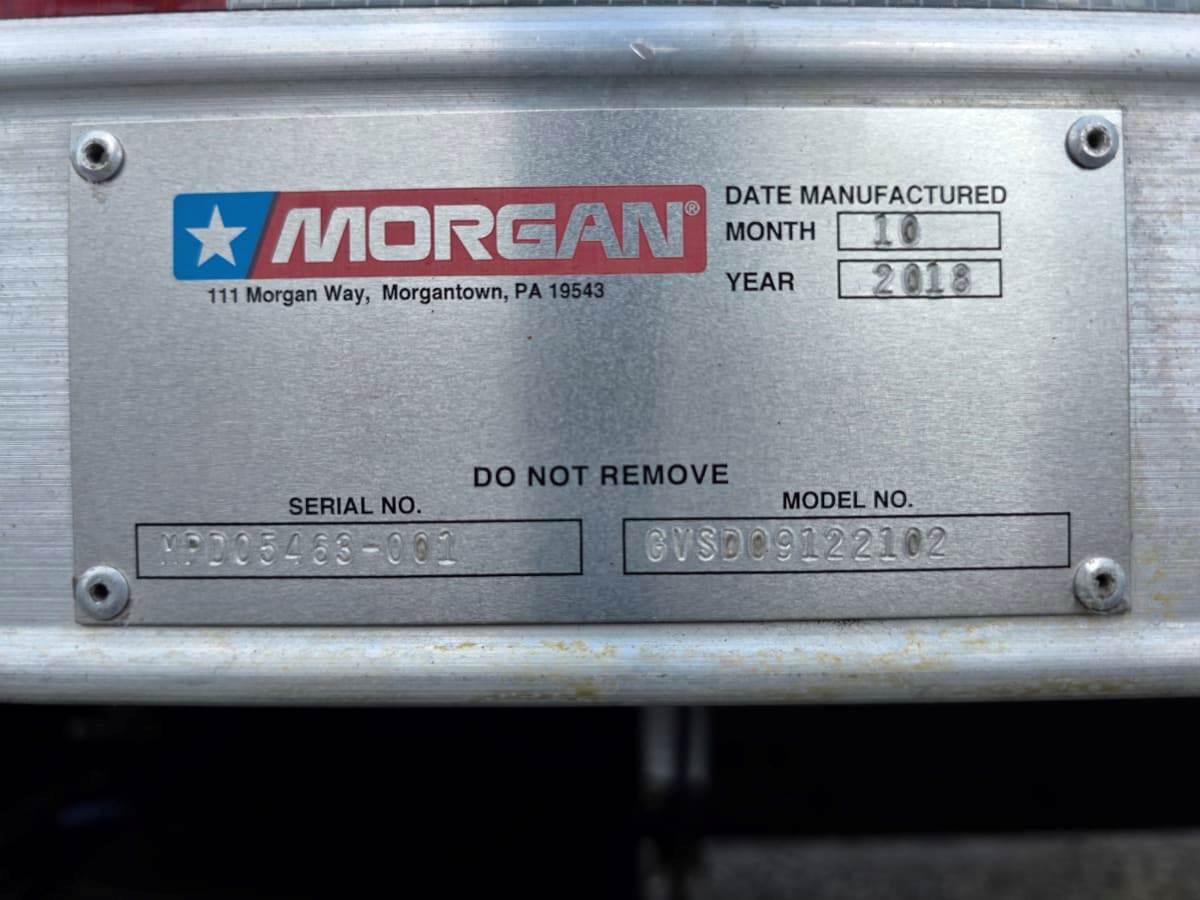 MORGAN®
111 Morgan Way, Morgantown, PA 19543
DATE MANUFACTURED
MONTH 10
YEAR 2018
DO NOT REMOVE
SERIAL NO.
MPD05463-001
MODEL NO.
GVSD09122102